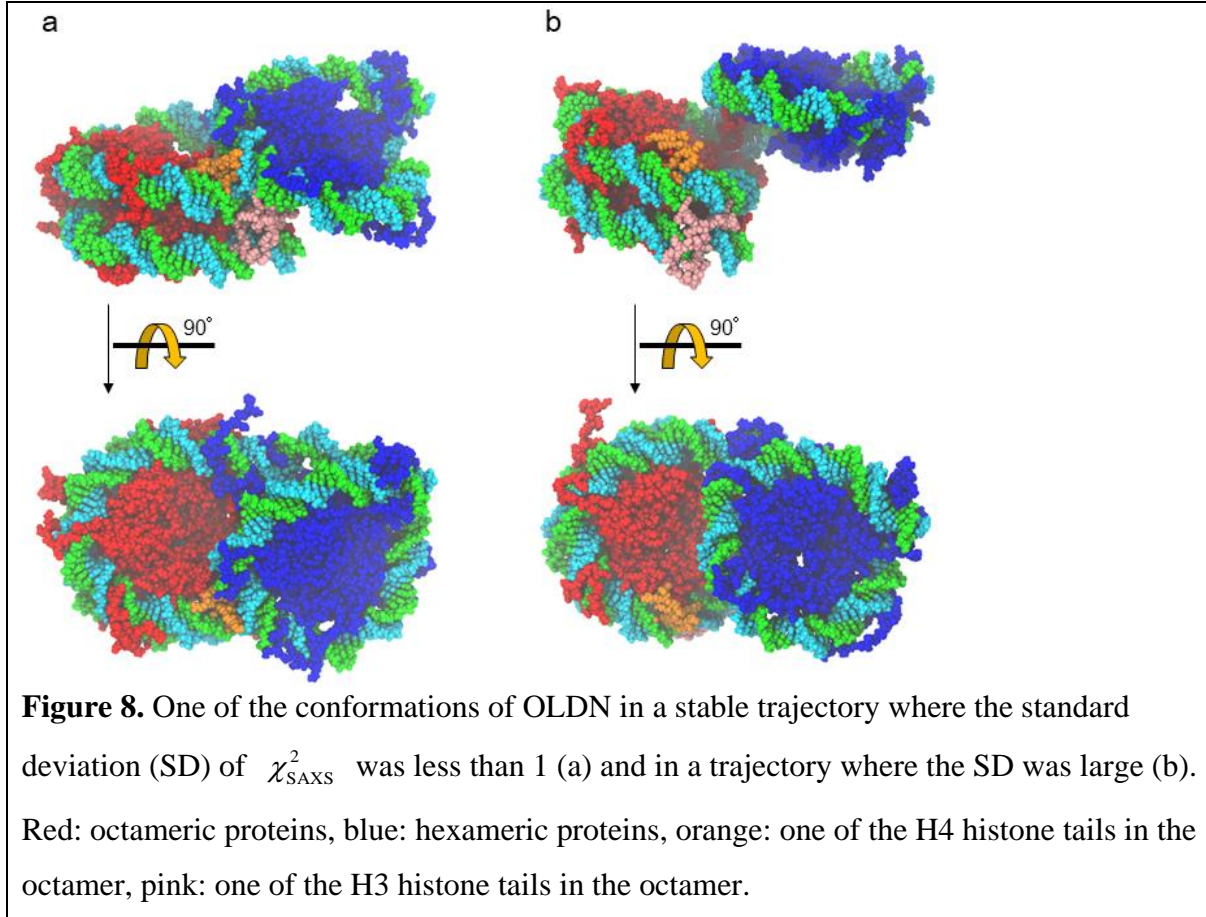 a
b
90°
90°
Figure 8. One of the conformations of OLDN in a stable trajectory where the standard
deviation (SD) of χ²SAXS was less than 1 (a) and in a trajectory where the SD was large (b).
Red: octameric proteins, blue: hexameric proteins, orange: one of the H4 histone tails in the
octamer, pink: one of the H3 histone tails in the octamer.